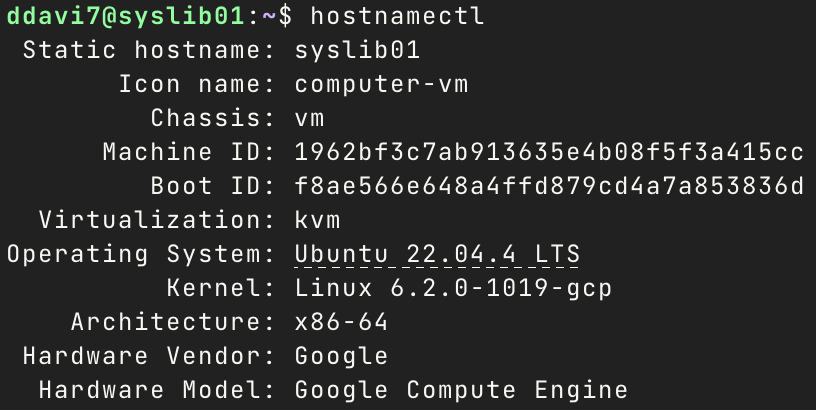 ddavi7@syslib01:~$ hostnamectl
Static hostname: syslib01
Icon name: computer-vm
Chassis: vm
Machine ID: 1962bf3c7ab913635e4b08f5f3a415cc
Boot ID: f8ae566e648a4ffd879cd4a7a853836d
Virtualization: kvm
Operating System: Ubuntu 22.04.4 LTS
Kernel: Linux 6.2.0-1019-gcp
Architecture: x86-64
Hardware Vendor: Google
Hardware Model: Google Compute Engine